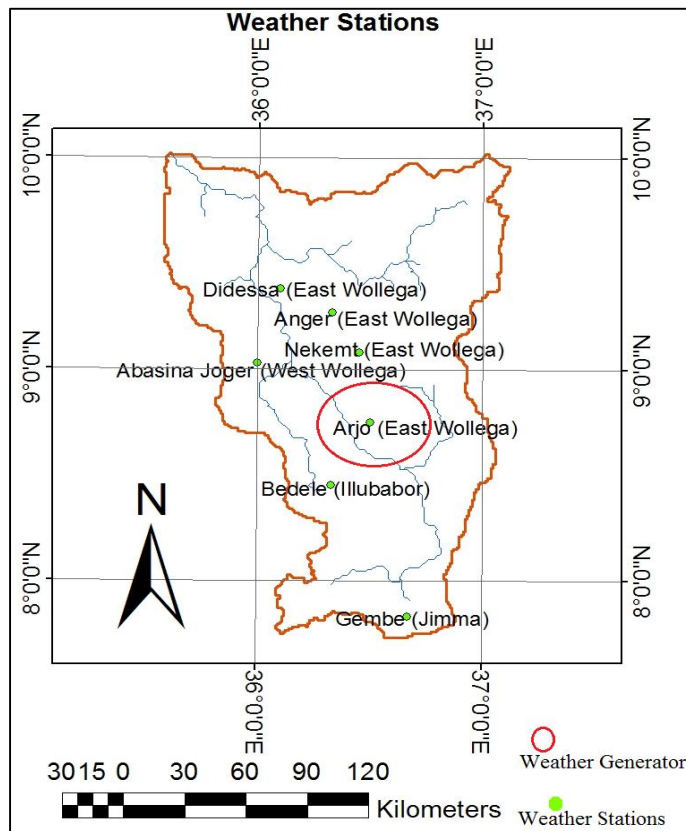 Weather Stations
36°0'0"E
37°0'0"E
10°0'0"N
10°0'0"N
Didessa (East Wollega)
Anger (East Wollega)
Nekemt (East Wollega)
9°0'0"N
Abasina Joger (West Wollega)
9°0'0"N
Arjo (East Wollega)
Bedele (Illubabor)
N
8°0'0"N
8°0'0"N
Gembe (Jimma)
36°0'0"E
37°0'0"E
30 15 0 30 60 90 120
Kilometers
Weather Generator
Weather Stations